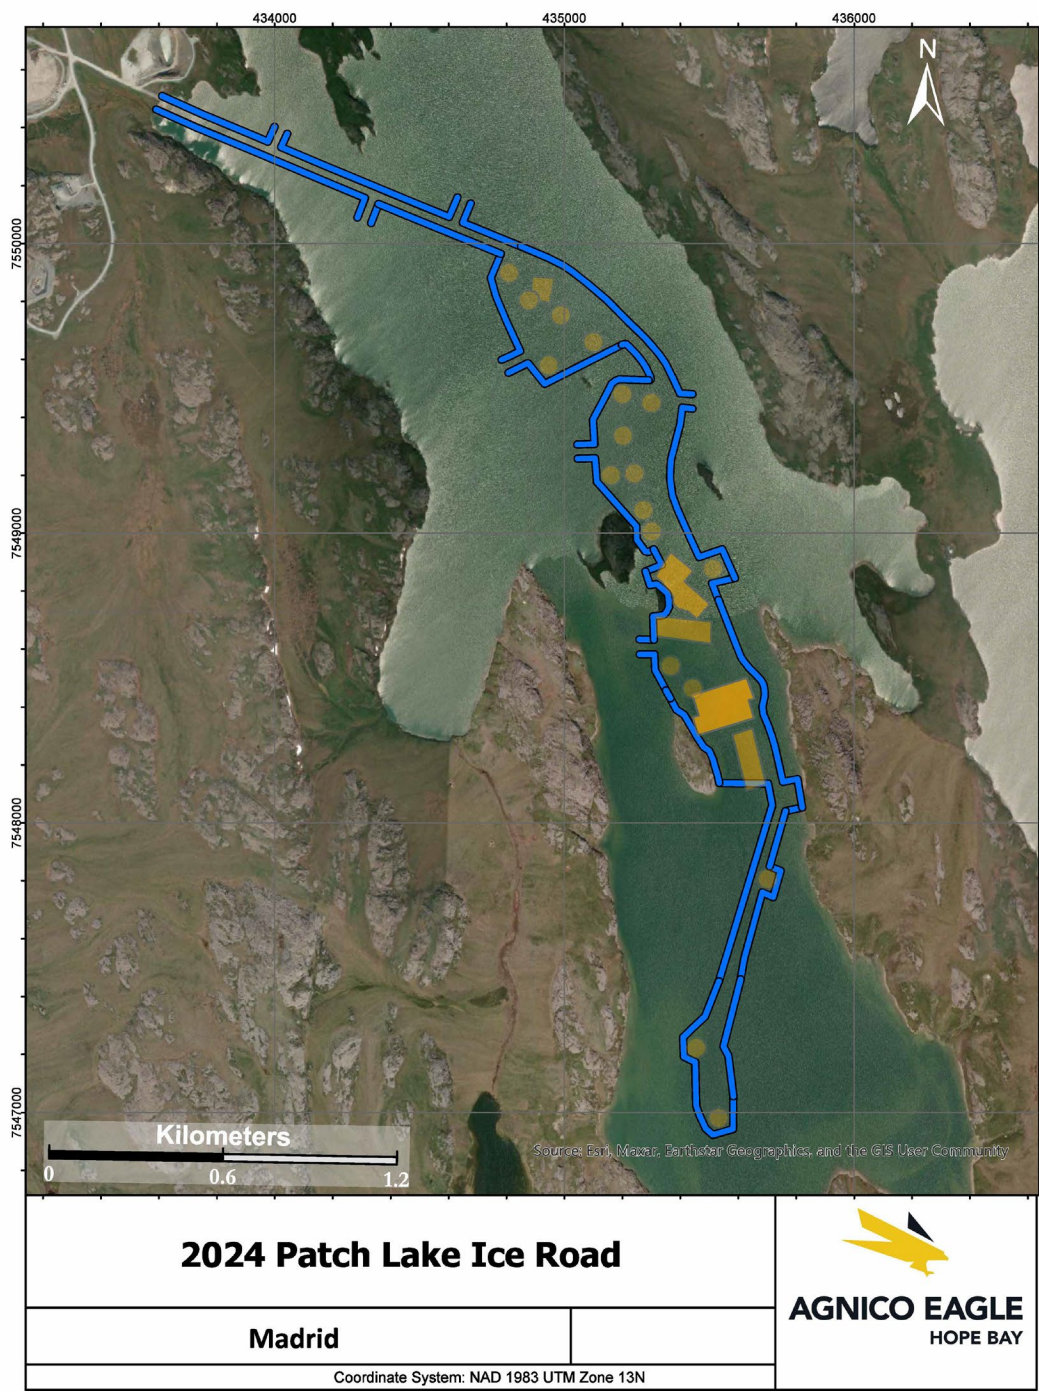 434000
435000
436000
N
7550000
7549000
7548000
7547000
Kilometers
0
0.6
1.2
Source: Esri, Maxar, Earthstar Geographics, and the GIS User Community
2024 Patch Lake Ice Road
Madrid
Coordinate System: NAD 1983 UTM Zone 13N
AGNICO EAGLE
HOPE BAY